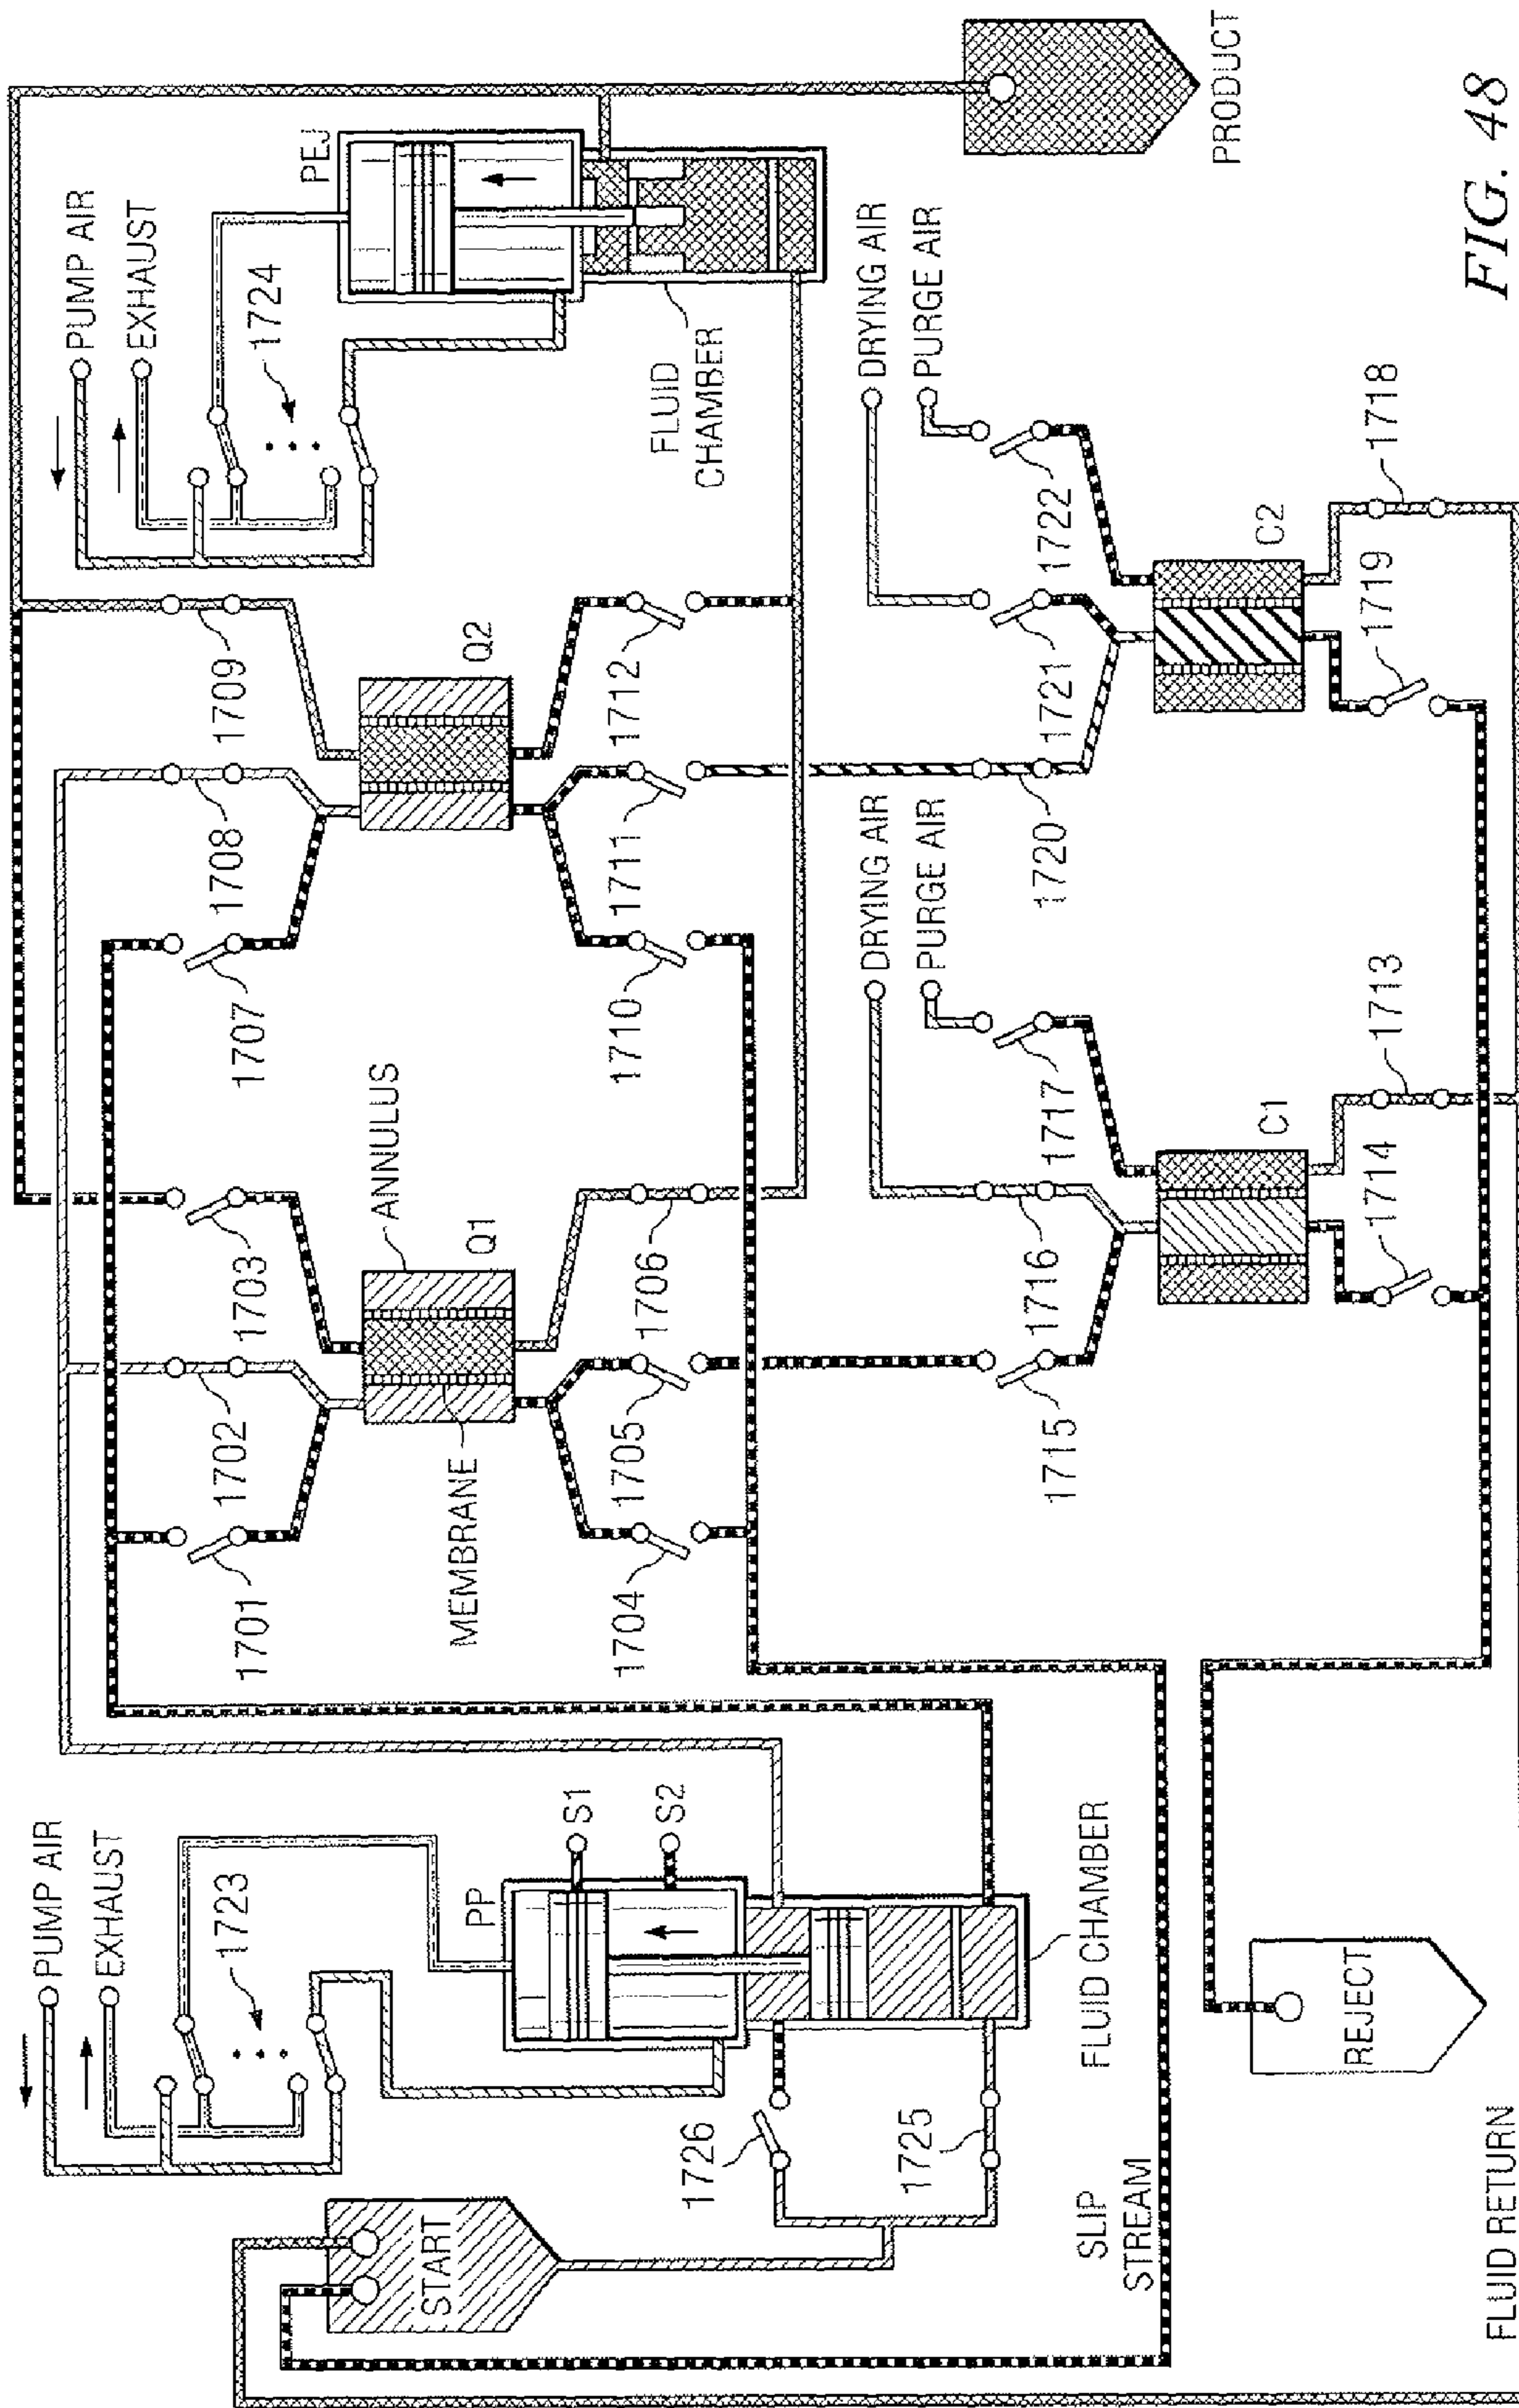 PUMP AIR
EXHAUST
1723
START
PP
S1
S2
1726
1725
FLUID CHAMBER
SLIP
STREAM
REJECT
FLUID RETURN
1701
1702
1703
MEMBRANE
ANNULUS
Q1
1704
1705
1706
1707
1708
1709
Q2
1710
1711
1712
PUMP AIR
EXHAUST
1724
PEJ
FLUID
CHAMBER
PRODUCT
DRYING AIR
PURGE AIR
1715
1716
1717
C1
1714
1713
DRYING AIR
PURGE AIR
1720
1721
1722
C2
1719
1718
FIG. 48